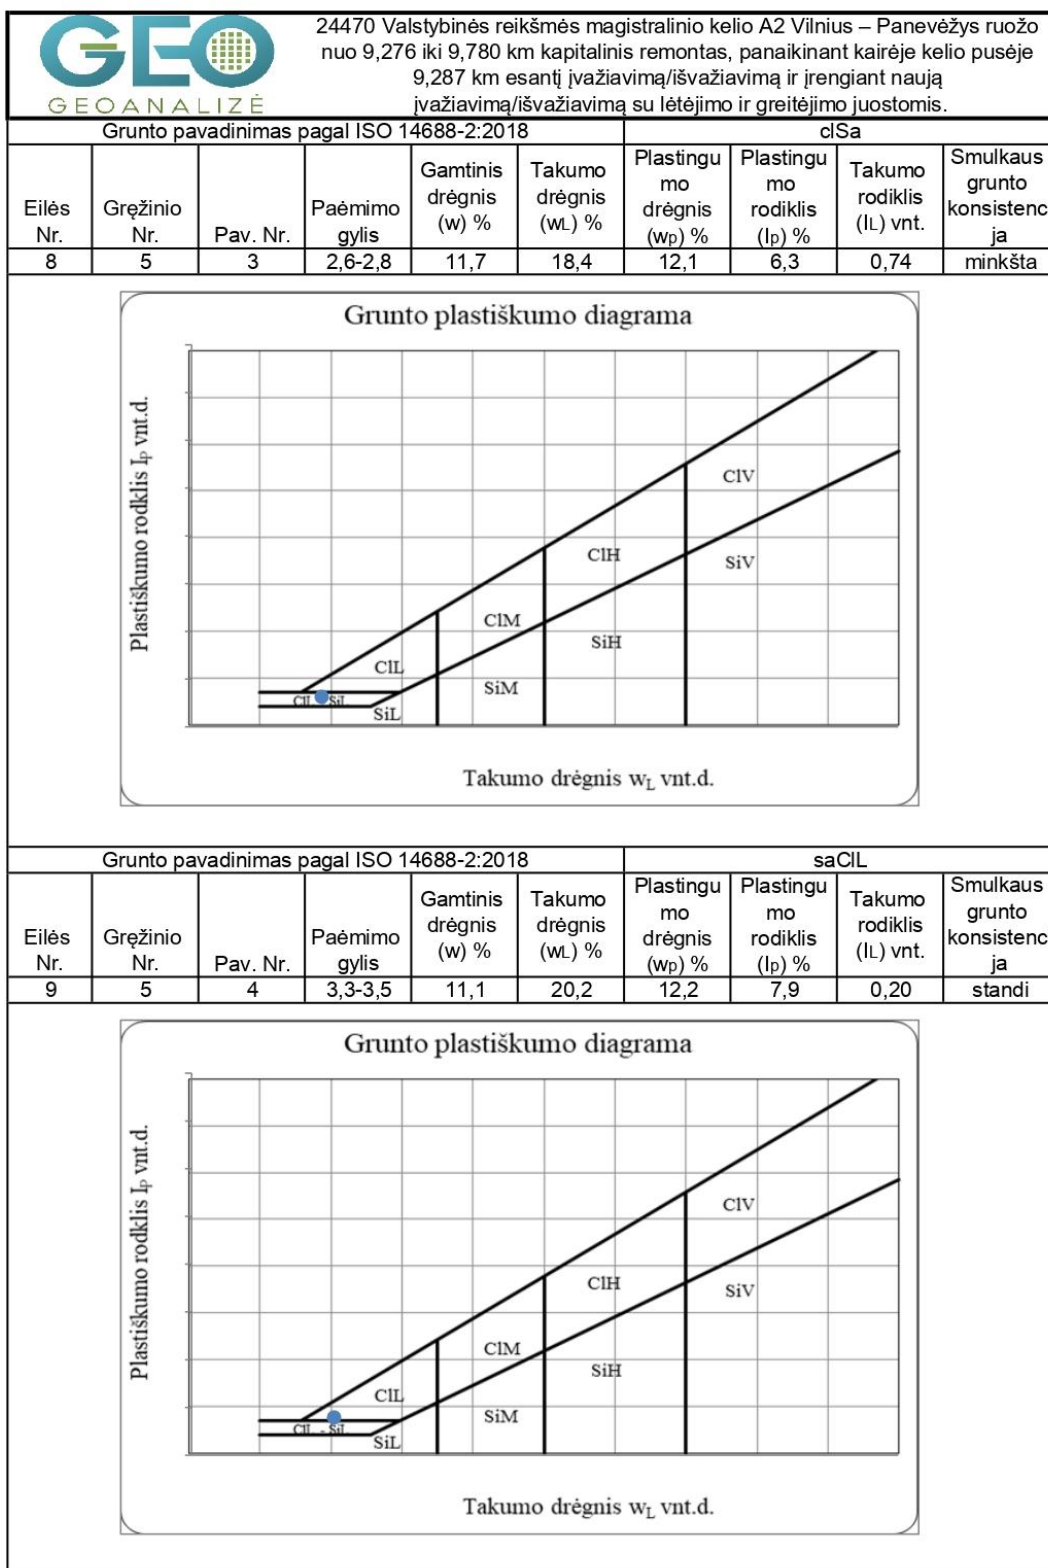 GEO
GEOANALIZĖ
24470 Valstybinės reikšmės magistralinio kelio A2 Vilnius – Panevėžys ruožo
nuo 9,276 iki 9,780 km kapitalinis remontas, panaikinant kairėje kelio pusėje
9,287 km esantį įvažiavimą/išvažiavimą ir įrengiant naują
įvažiavimą/išvažiavimą su lėtėjimo ir greitėjimo juostomis.
Grunto pavadinimas pagal ISO 14688-2:2018 clSa
Eilės Nr. Gręžinio Nr. Pav. Nr. Paėmimo gylis Gamtinis drėgnis (w) % Takumo drėgnis (wL) % Plastingumo drėgnis (wp) % Plastingumo rodiklis (Ip) % Takumo rodiklis (IL) vnt. Smulkaus grunto konsistencija
8 5 3 2,6-2,8 11,7 18,4 12,1 6,3 0,74 minkšta
Grunto plastiškumo diagrama
Plastiškumo rodklis Ip vnt.d.
ClV
ClH
SiV
ClM
SiH
ClL
SiM
ClL SiL
SiL
Takumo drėgnis wL vnt.d.
Grunto pavadinimas pagal ISO 14688-2:2018 saClL
Eilės Nr. Gręžinio Nr. Pav. Nr. Paėmimo gylis Gamtinis drėgnis (w) % Takumo drėgnis (wL) % Plastingumo drėgnis (wp) % Plastingumo rodiklis (Ip) % Takumo rodiklis (IL) vnt. Smulkaus grunto konsistencija
9 5 4 3,3-3,5 11,1 20,2 12,2 7,9 0,20 standi
Grunto plastiškumo diagrama
Plastiškumo rodklis Ip vnt.d.
ClV
ClH
SiV
ClM
SiH
ClL
SiM
ClL - SiL
SiL
Takumo drėgnis wL vnt.d.